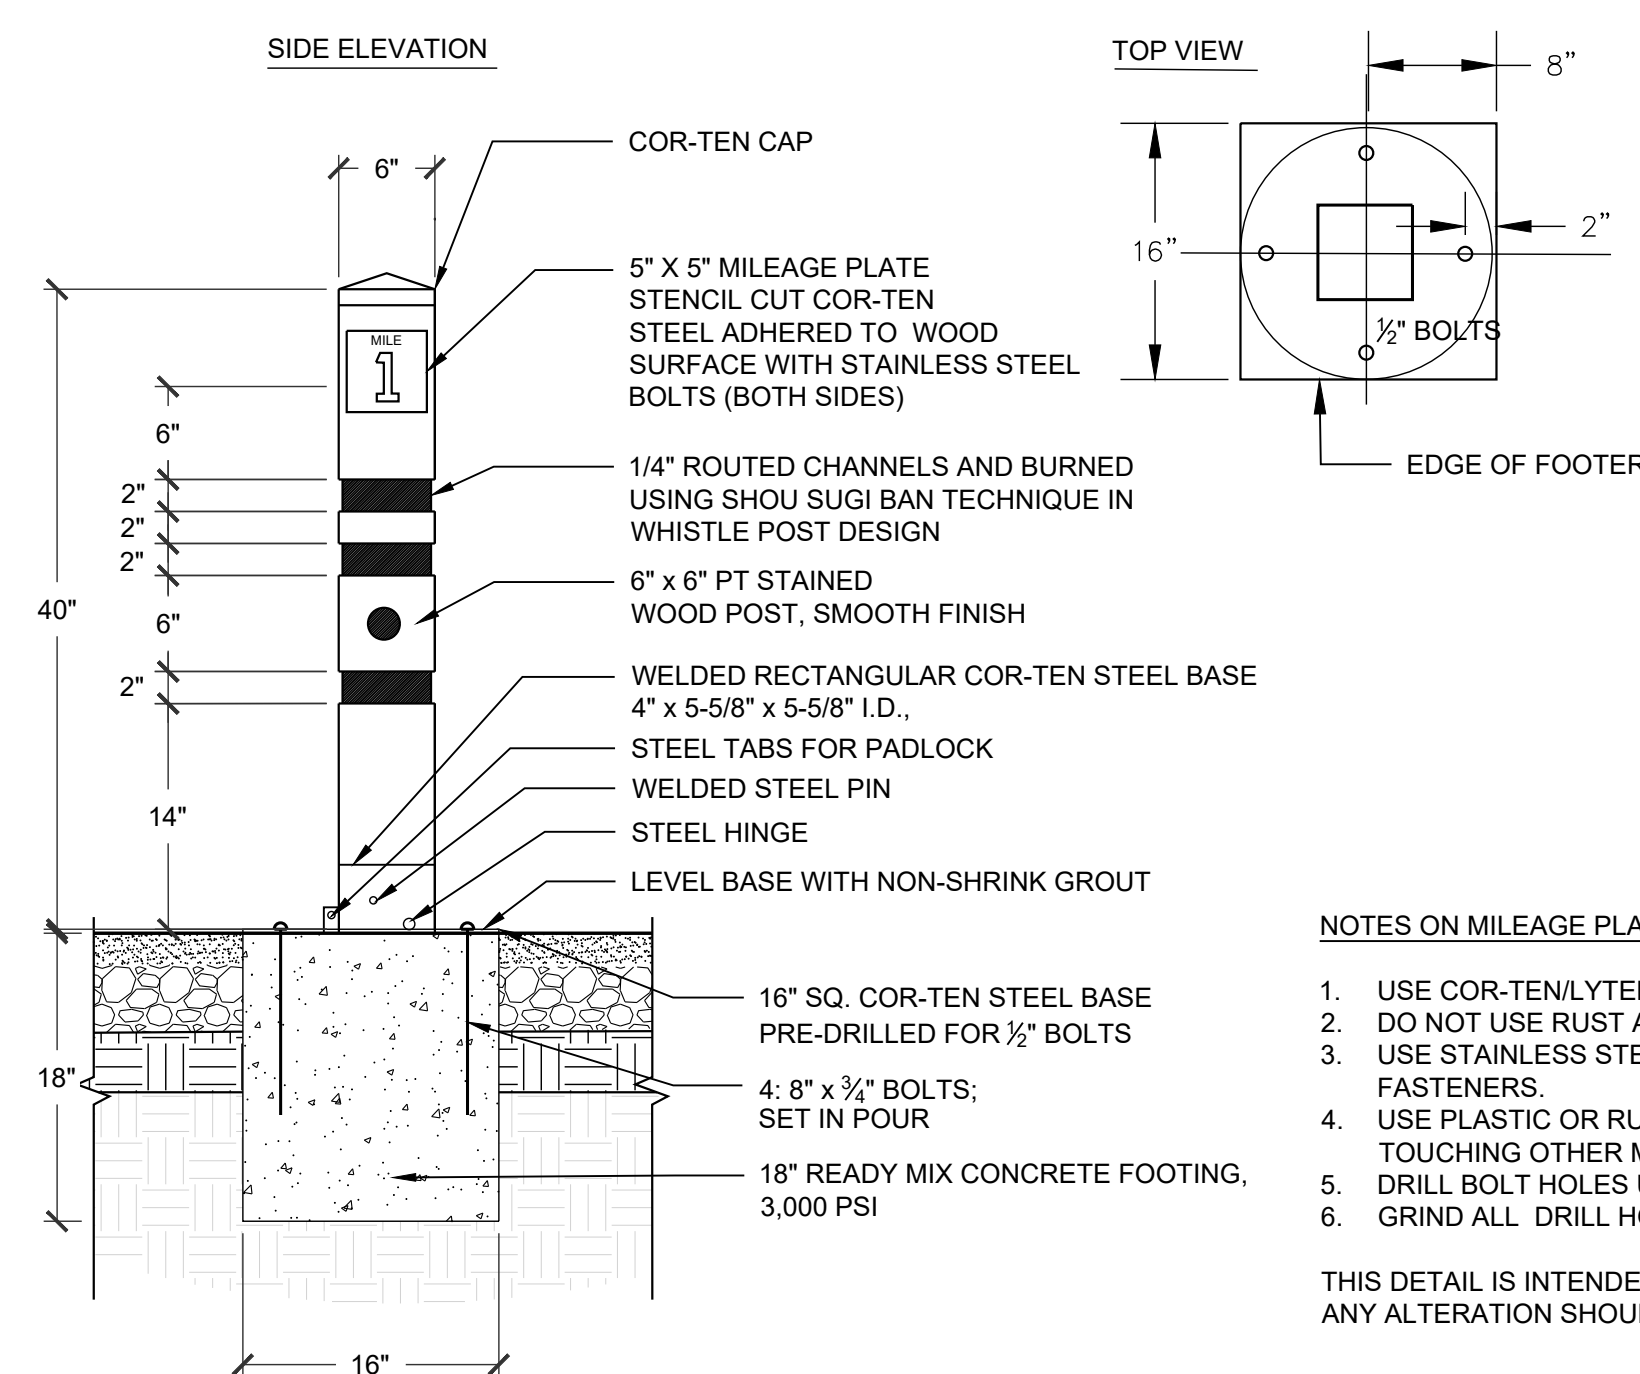 SIDE ELEVATION
TOP VIEW
8”
COR-TEN CAP
6"
5" X 5" MILEAGE PLATE
STENCIL CUT COR-TEN
STEEL ADHERED TO WOOD
SURFACE WITH STAINLESS STEEL
BOLTS (BOTH SIDES)
2”
16”
½" BOLTS
EDGE OF FOOTER
MILE
1
6"
2"
2"
2"
6"
2"
14"
40"
18"
16"
1/4" ROUTED CHANNELS AND BURNED
USING SHOU SUGI BAN TECHNIQUE IN
WHISTLE POST DESIGN
6" x 6" PT STAINED
WOOD POST, SMOOTH FINISH
WELDED RECTANGULAR COR-TEN STEEL BASE
4" x 5-5/8" x 5-5/8" I.D.,
STEEL TABS FOR PADLOCK
WELDED STEEL PIN
STEEL HINGE
LEVEL BASE WITH NON-SHRINK GROUT
16" SQ. COR-TEN STEEL BASE
PRE-DRILLED FOR ½" BOLTS
4: 8" x ¾" BOLTS;
SET IN POUR
18" READY MIX CONCRETE FOOTING,
3,000 PSI
NOTES ON MILEAGE
1. USE
2. DO NOT USE RUST
3. USE STAINLESS
FASTENERS.
4. USE PLASTIC OR
TOUCHING OTHER
5. DRILL BOLT HOLES
6. GRIND ALL DRILL
THIS DETAIL IS
ANY ALTERATION